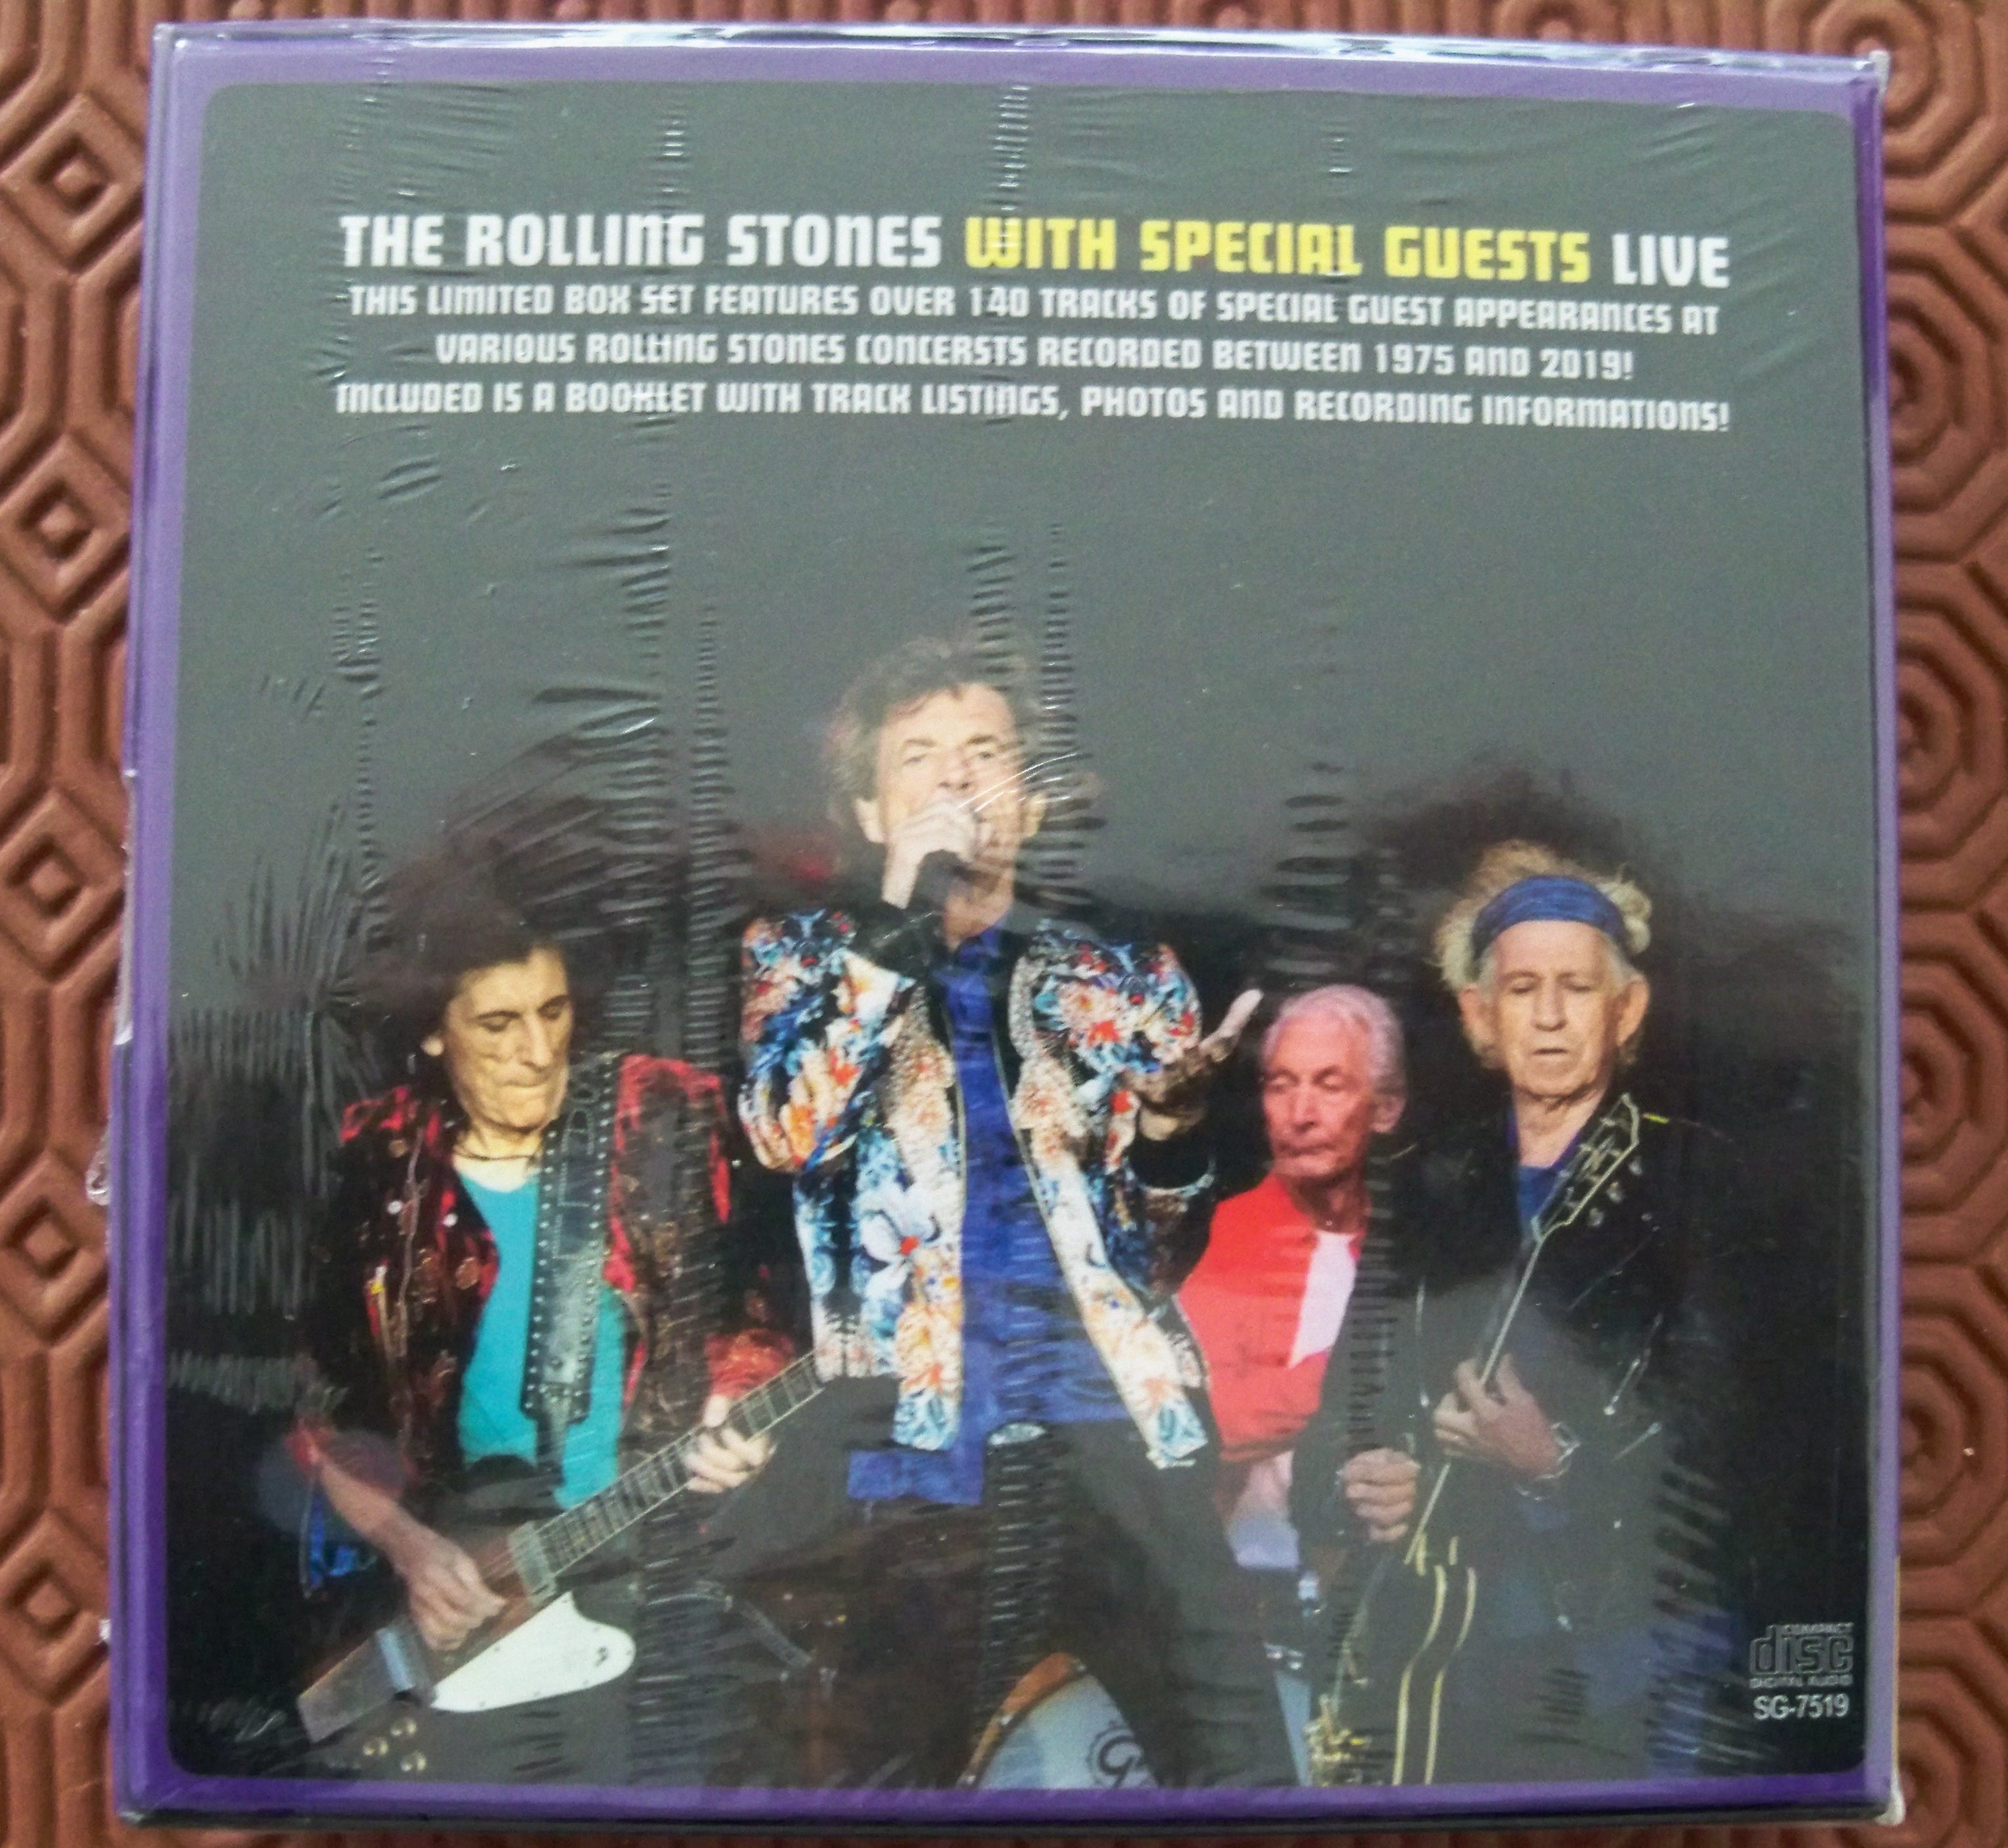 THE ROLLING STONES WITH SPECIAL GUESTS LIVE
THIS LIMITED BOX SET FEATURES OVER 140 TRACKS OF SPECIAL GUEST APPEARANCES AT
VARIOUS ROLLING STONES CONCERSTS RECORDED BETWEEN 1975 AND 2019!
INCLUDED IS A BOOKLET WITH TRACK LISTINGS, PHOTOS AND RECORDING INFORMATIONS!
COMPACT
disc
DIGITAL AUDIO
SG-7519